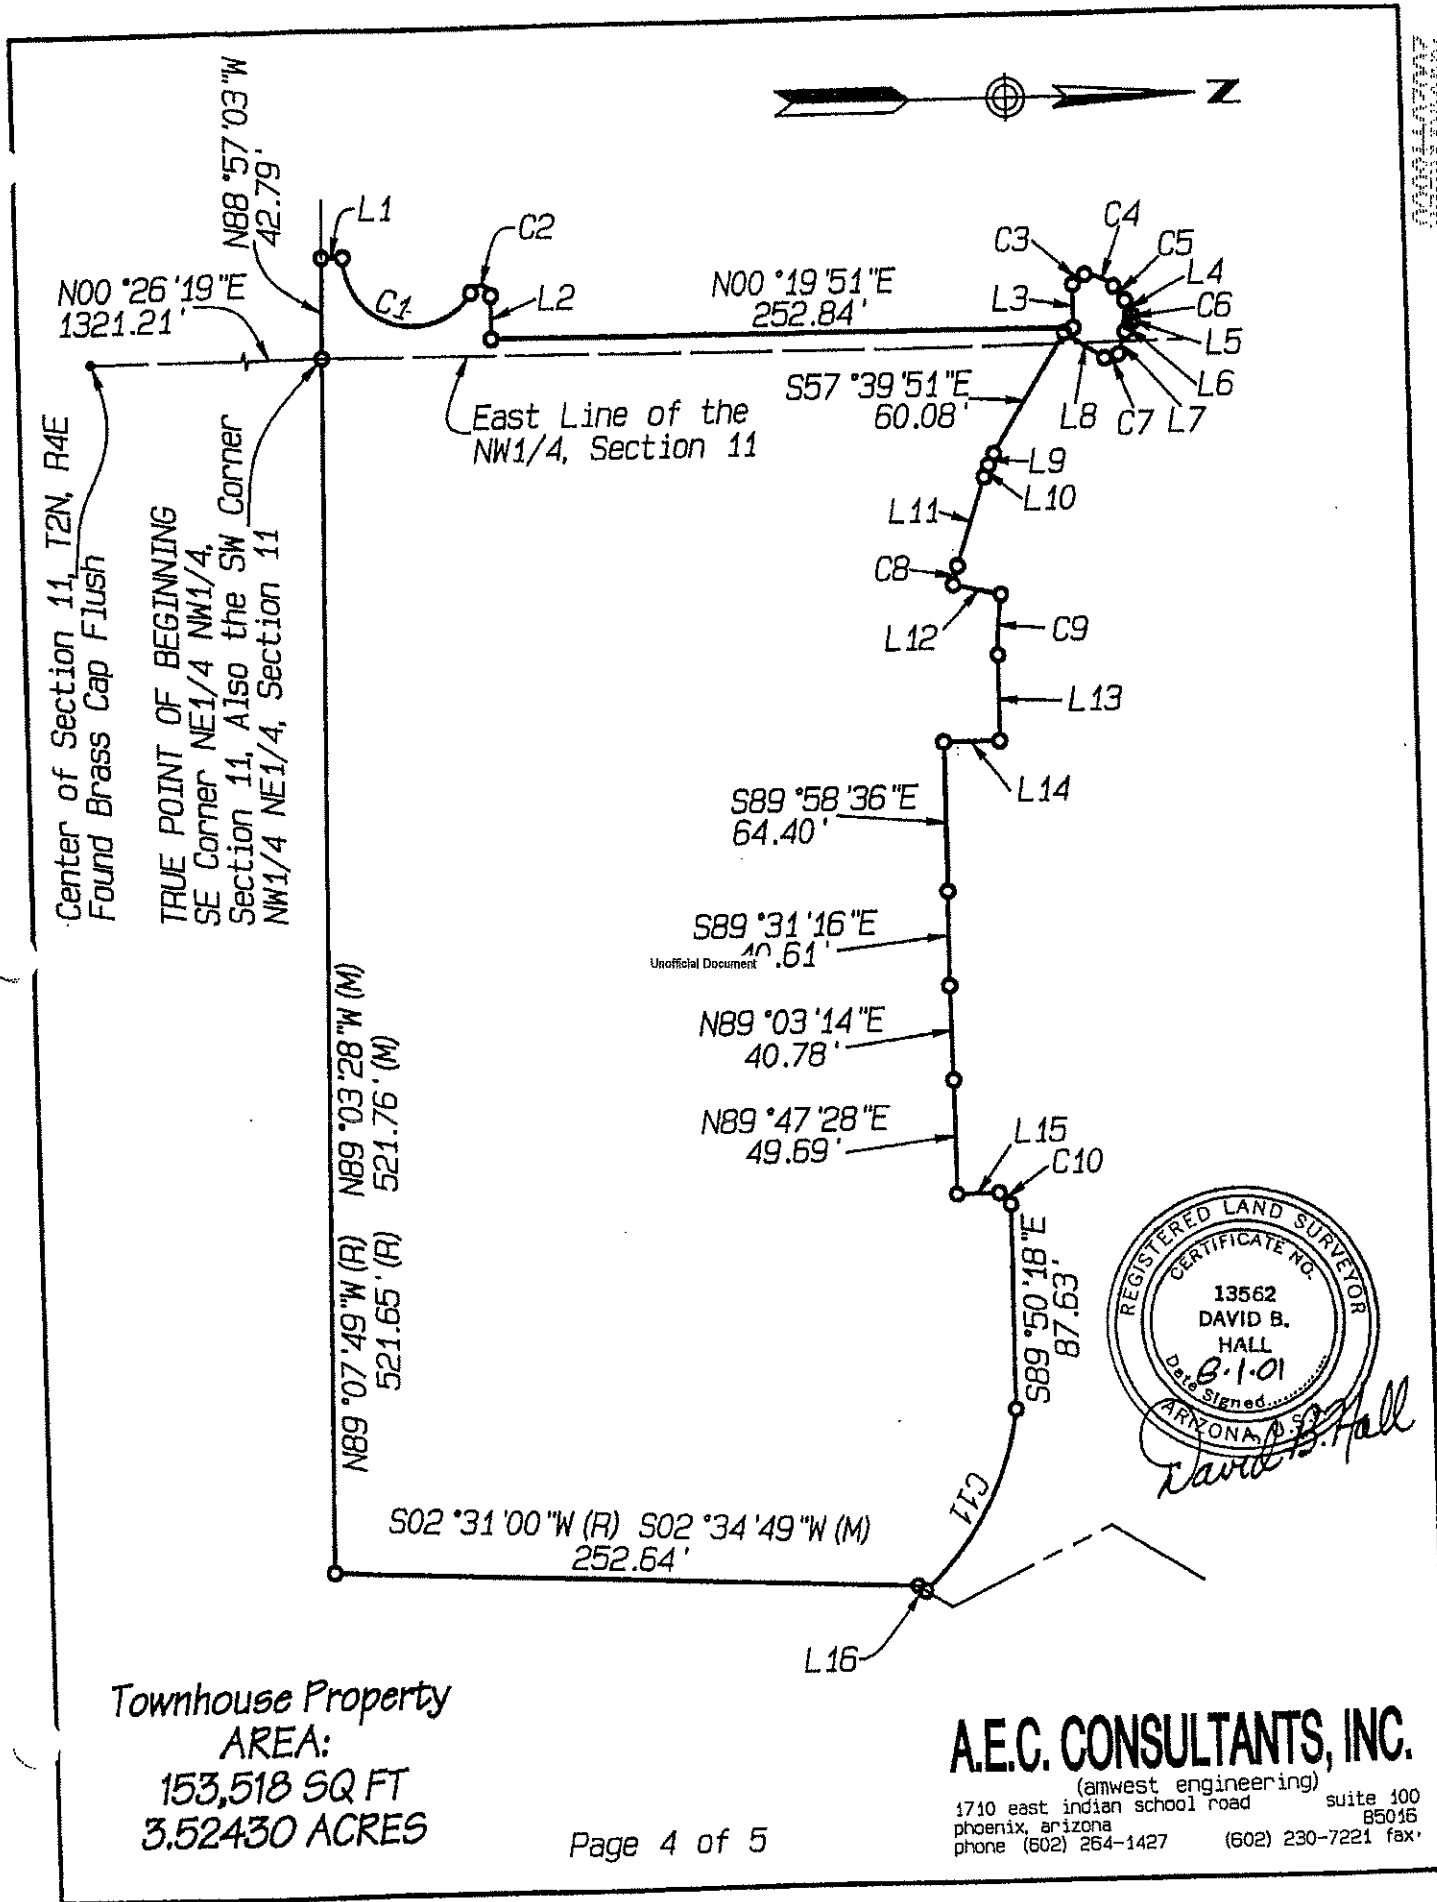 Z
N88°57'03"W
42.79'
L1
C2
C1
L2
N00°26'19"E
1321.21'
N00°19'51"E
252.84'
C3
C4
C5
L4
C6
L3
L5
L6
L7
C7
L8
S57°39'51"E
60.08'
East Line of the
NW1/4, Section 11
L9
L10
L11
C8
L12
C9
L13
L14
Center of Section 11, T2N, R4E
Found Brass Cap Flush
TRUE POINT OF BEGINNING
SE Corner NE1/4 NW1/4,
Section 11, Also the SW Corner
NW1/4 NE1/4, Section 11
S89°58'36"E
64.40'
S89°31'16"E
40.61'
Unofficial Document
N89°03'14"E
40.78'
N89°47'28"E
49.69'
L15
C10
S89°50'18"E
87.63'
N89°07'49"W (R) N89°03'28"W (M)
521.65' (R) 521.76' (M)
REGISTERED LAND SURVEYOR
CERTIFICATE NO.
13562
DAVID B.
HALL
8·1·01
Date Signed
ARIZONA, U.S.A.
David B. Hall
C11
S02°31'00"W (R) S02°34'49"W (M)
252.64'
L16
Townhouse Property
AREA:
153,518 SQ FT
3.52430 ACRES
Page 4 of 5
A.E.C. CONSULTANTS, INC.
(amwest engineering)
1710 east indian school road suite 100
phoenix, arizona 85016
phone (602) 264-1427 (602) 230-7221 fax